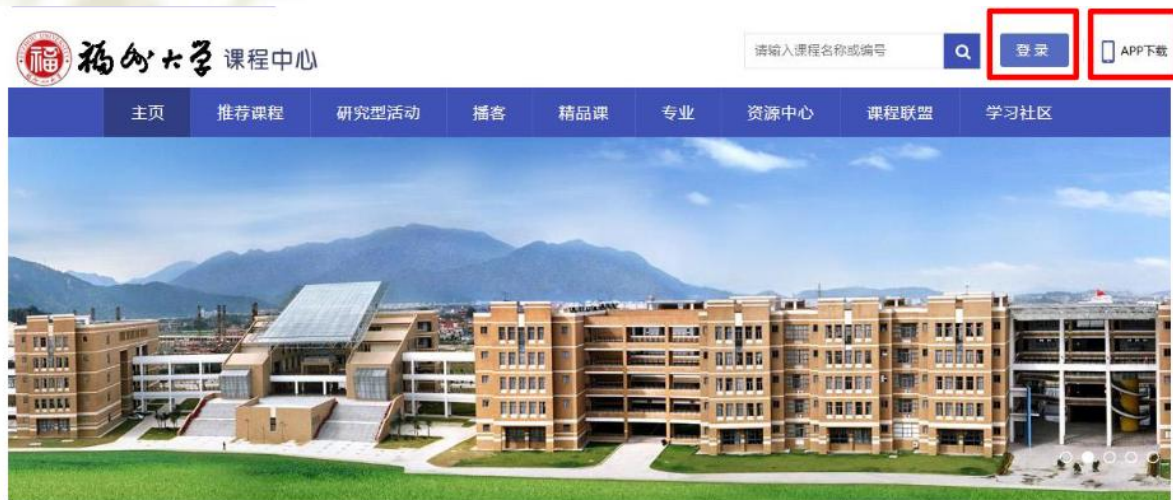 福州大学 课程中心
请输入课程名称或编号
登录
APP下载
主页 推荐课程 研究型活动 播客 精品课 专业 资源中心 课程联盟 学习社区